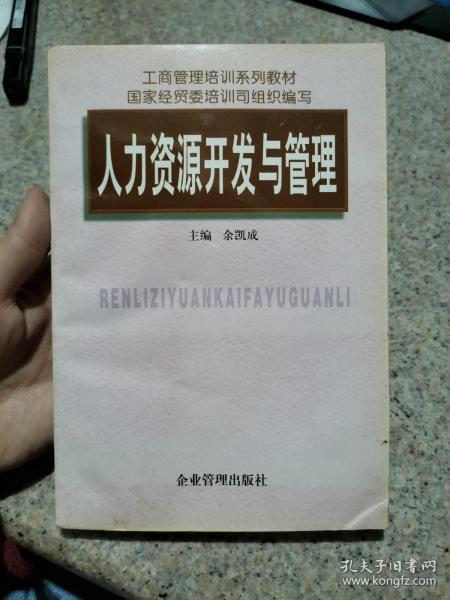 工商管理培训系列教材
国家经贸委培训司组织编写
人力资源开发与管理
主编 余凯成
RENLIZIYUANKAIFAYUGUANLI
企业管理出版社
孔夫子旧书网
www.kongfz.com